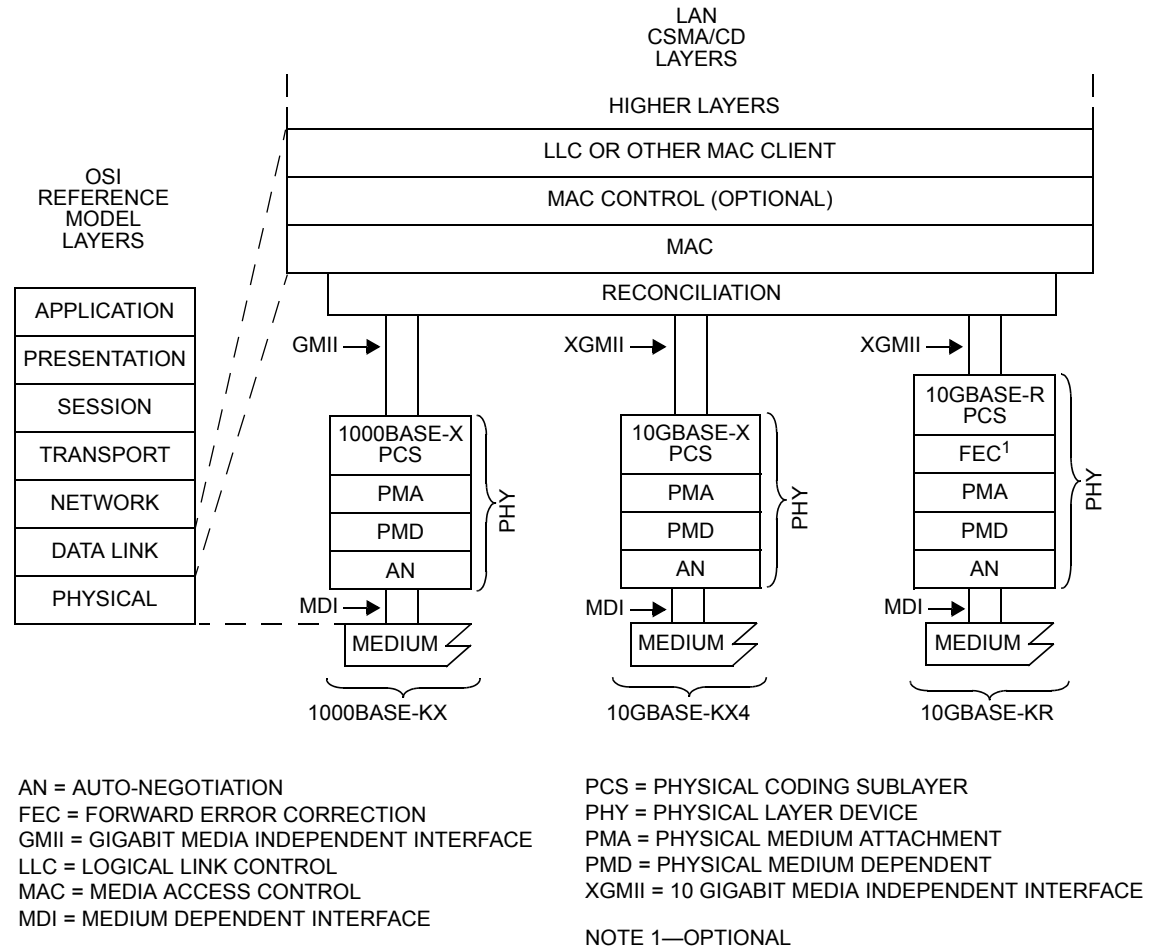 LAN
CSMA/CD
LAYERS
HIGHER LAYERS
LLC OR OTHER MAC CLIENT
MAC CONTROL (OPTIONAL)
MAC
RECONCILIATION
OSI
REFERENCE
MODEL
LAYERS
APPLICATION
PRESENTATION
SESSION
TRANSPORT
NETWORK
DATA LINK
PHYSICAL
GMII
1000BASE-X
PCS
PMA
PMD
AN
PHY
MDI
MEDIUM
1000BASE-KX
XGMII
10GBASE-X
PCS
PMA
PMD
AN
PHY
MDI
MEDIUM
10GBASE-KX4
XGMII
10GBASE-R
PCS
FEC1
PMA
PMD
AN
PHY
MDI
MEDIUM
10GBASE-KR
AN = AUTO-NEGOTIATION
FEC = FORWARD ERROR CORRECTION
GMII = GIGABIT MEDIA INDEPENDENT INTERFACE
LLC = LOGICAL LINK CONTROL
MAC = MEDIA ACCESS CONTROL
MDI = MEDIUM DEPENDENT INTERFACE
PCS = PHYSICAL CODING SUBLAYER
PHY = PHYSICAL LAYER DEVICE
PMA = PHYSICAL MEDIUM ATTACHMENT
PMD = PHYSICAL MEDIUM DEPENDENT
XGMII = 10 GIGABIT MEDIA INDEPENDENT INTERFACE
NOTE 1—OPTIONAL